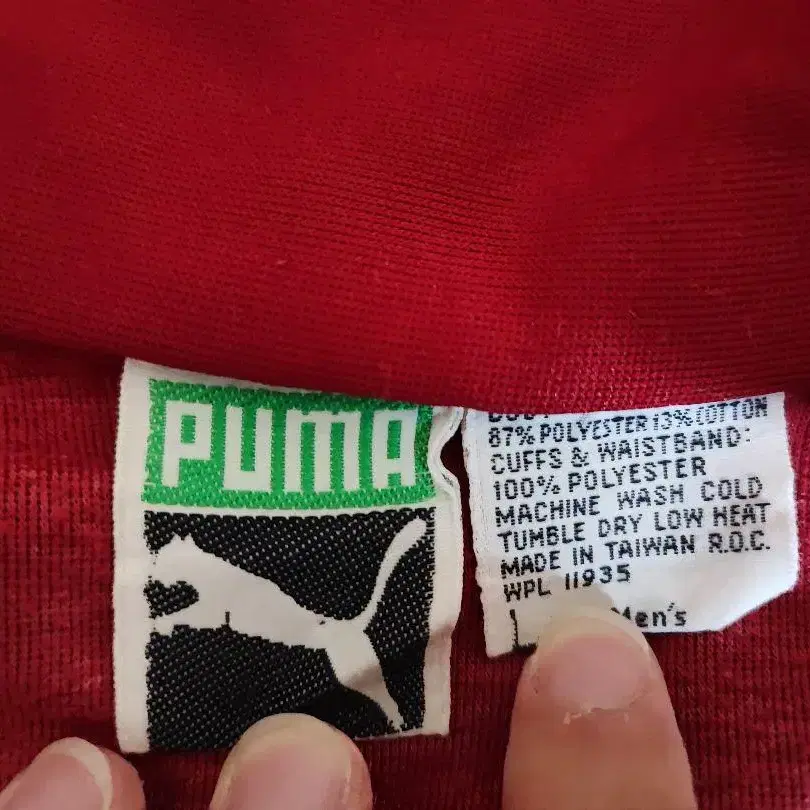 PUMA
87% POLYESTER 13% COTTON
CUFFS & WAISTBAND:
100% POLYESTER
MACHINE WASH COLD
TUMBLE DRY LOW HEAT
MADE IN TAIWAN R.O.C.
WPL 11935
Men's